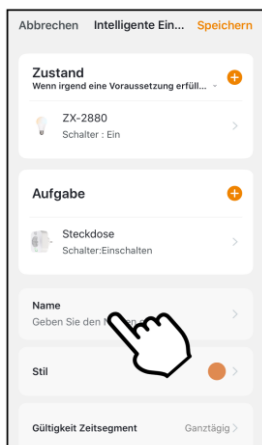 Abbrechen Intelligente Ein... Speichern
Zustand
Wenn irgend eine Voraussetzung erfüll...
ZX-2880
Schalter : Ein
Aufgabe
Steckdose
Schalter:Einschalten
Name
Geben Sie den
Stil
Gültigkeit Zeitsegment Ganztägig